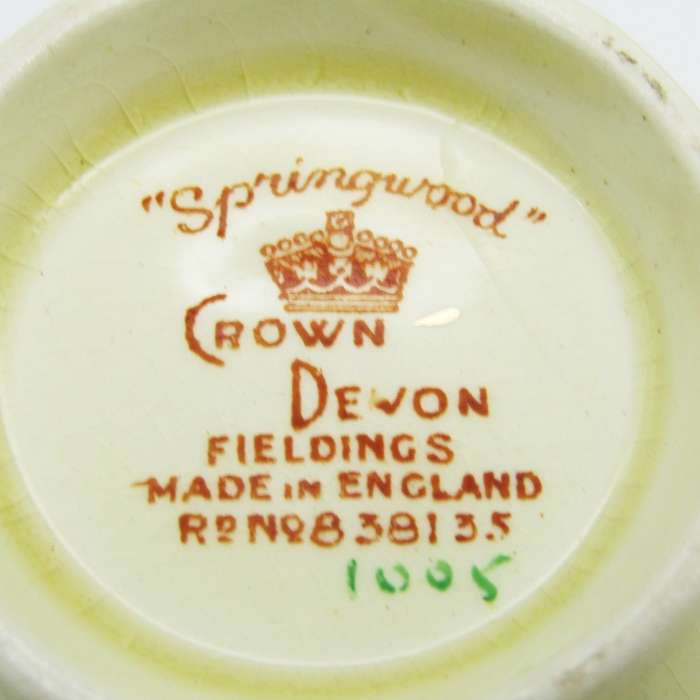 "Springwood"
CROWN
DEVON
FIELDINGS
MADE IN ENGLAND
RD NO 838135
1005